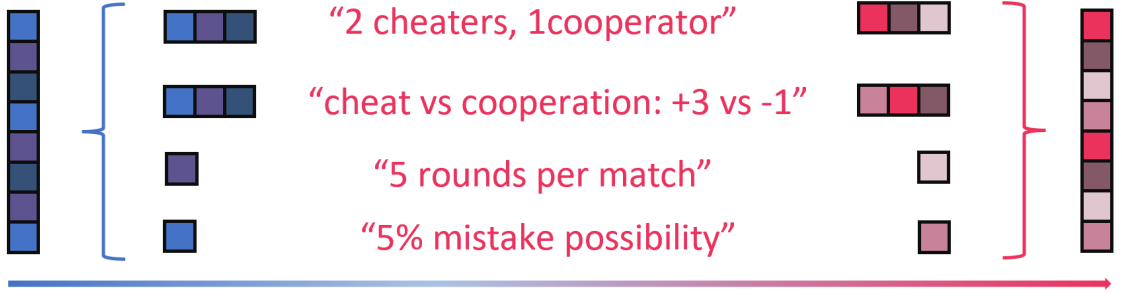 “2 cheaters, 1cooperator”
“cheat vs cooperation: +3 vs -1”
“5 rounds per match”
“5% mistake possibility”